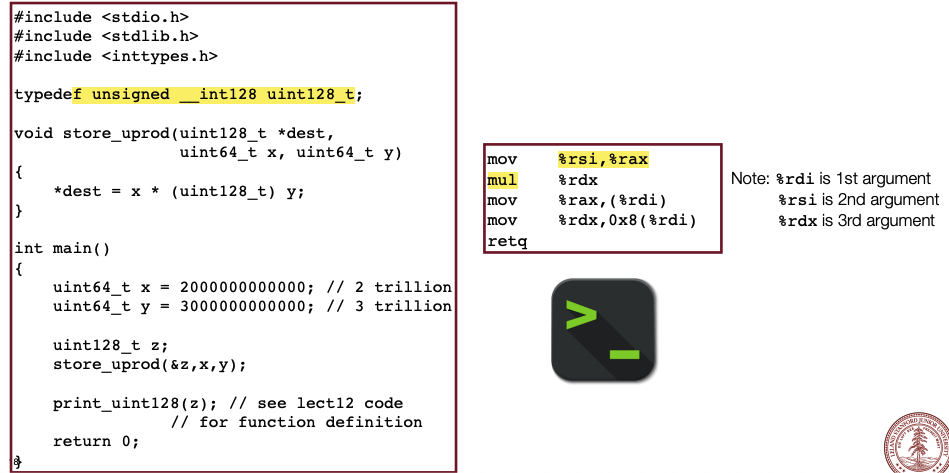 #include <stdio.h>
#include <stdlib.h>
#include <inttypes.h>
typedef unsigned __int128 uint128_t;
void store_uprod(uint128_t *dest,
                 uint64_t x, uint64_t y)
{
    *dest = x * (uint128_t) y;
}
int main()
{
    uint64_t x = 2000000000000; // 2 trillion
    uint64_t y = 3000000000000; // 3 trillion
    uint128_t z;
    store_uprod(&z,x,y);
    print_uint128(z); // see lect12 code
                // for function definition
    return 0;
}
mov    %rsi,%rax
mul    %rdx
mov    %rax,(%rdi)
mov    %rdx,0x8(%rdi)
retq
Note: %rdi is 1st argument
%rsi is 2nd argument
%rdx is 3rd argument
>_